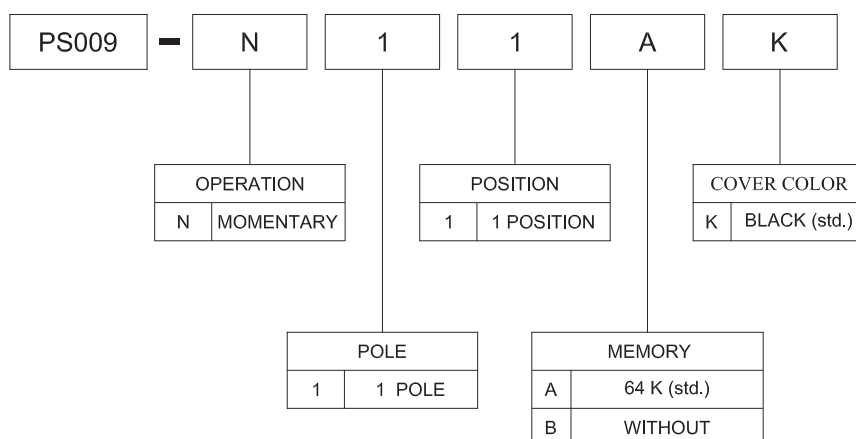 PS009 - N 1 1 A K
OPERATION
N MOMENTARY
POSITION
1 1 POSITION
COVER COLOR
K BLACK (std.)
POLE
1 1 POLE
MEMORY
A 64 K (std.)
B WITHOUT